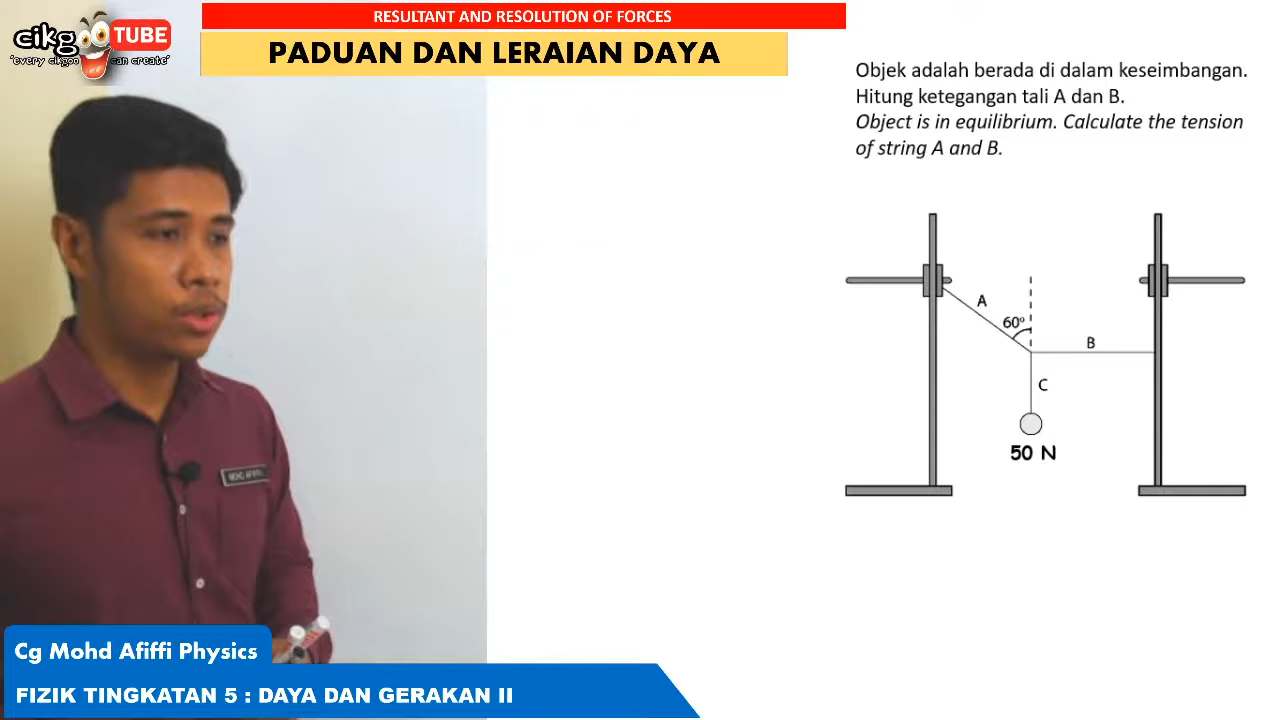 RESULTANT AND RESOLUTION OF FORCES
cikgooTUBE
'every cikgoo can create'
PADUAN DAN LERAIAN DAYA
Objek adalah berada di dalam keseimbangan.
Hitung ketegangan tali A dan B.
Object is in equilibrium. Calculate the tension
of string A and B.
A
60°
B
C
50 N
Cg Mohd Afiffi Physics
FIZIK TINGKATAN 5 : DAYA DAN GERAKAN II